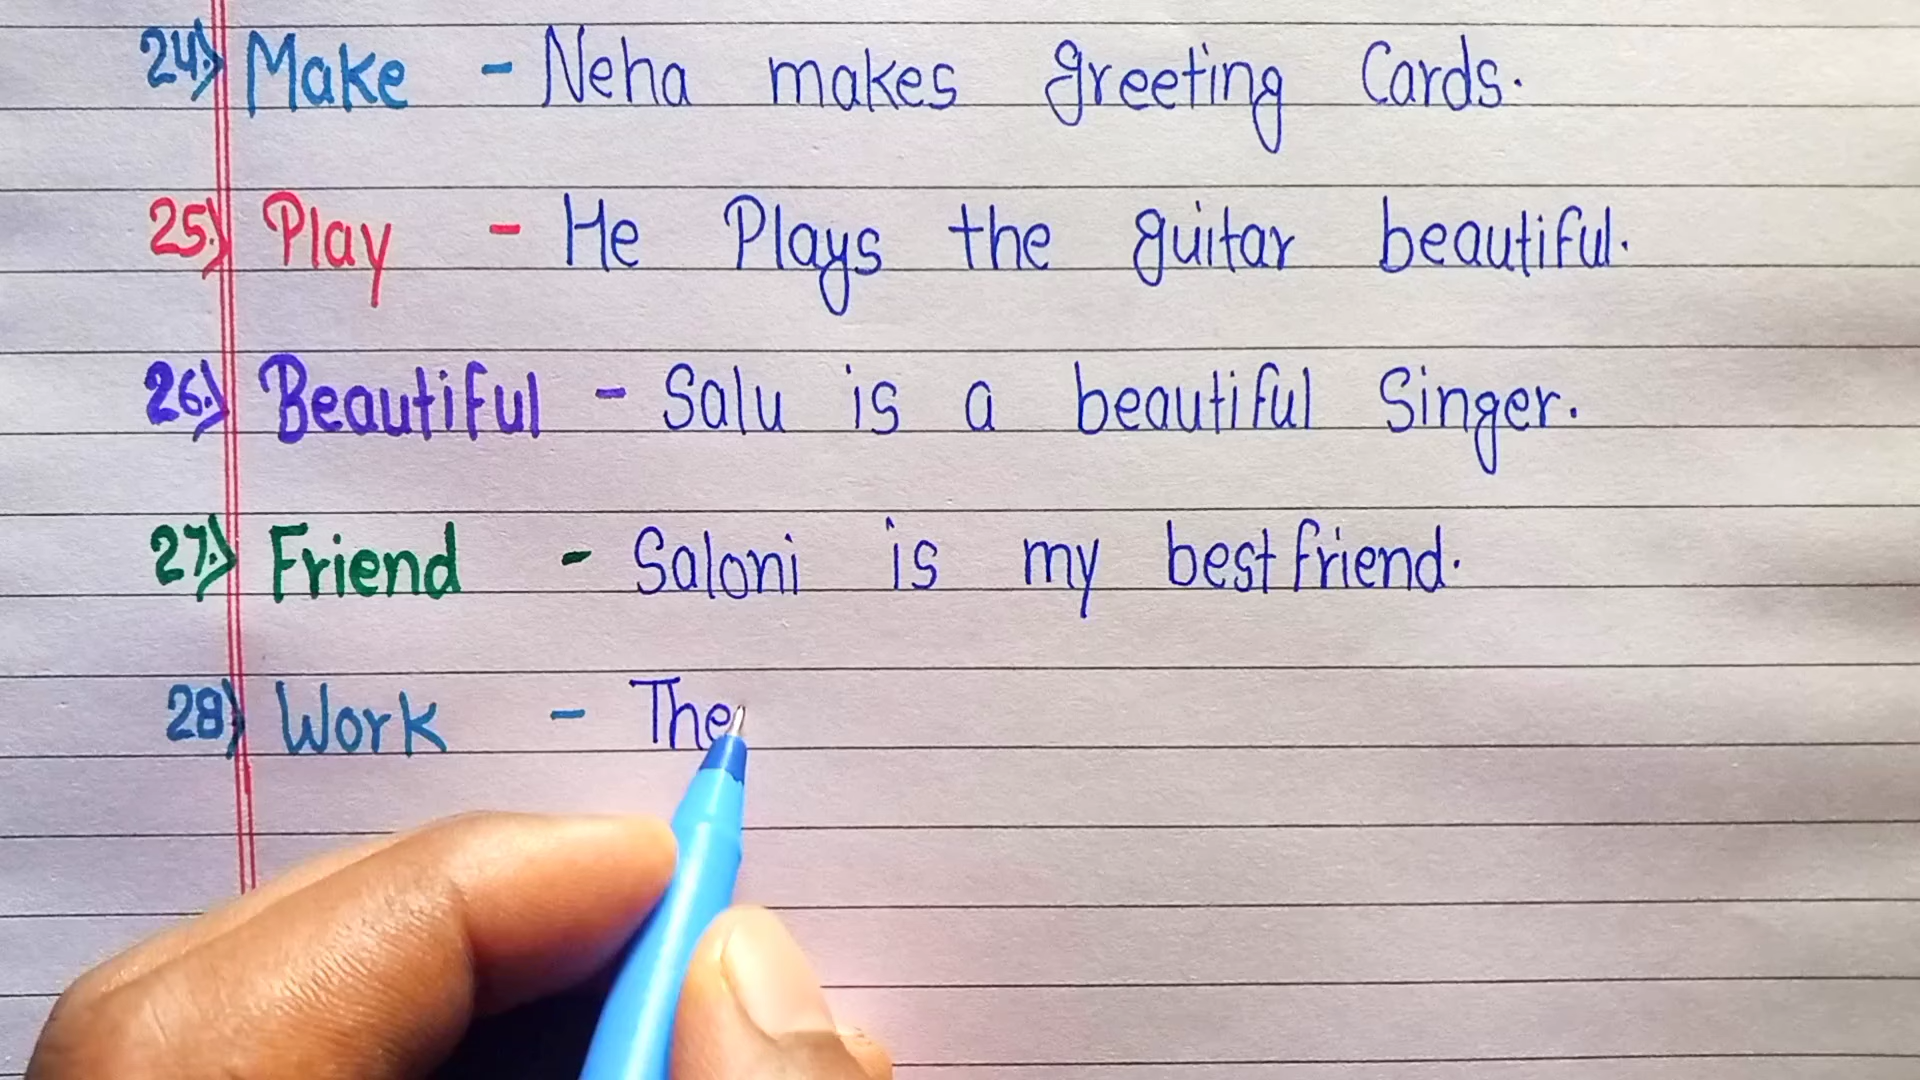 24) Make - Neha makes greeting Cards.
25.) Play - He Plays the guitar beautiful.
26.) Beautiful - Salu is a beautiful Singer.
27.) Friend - Saloni is my best friend.
28) Work - The